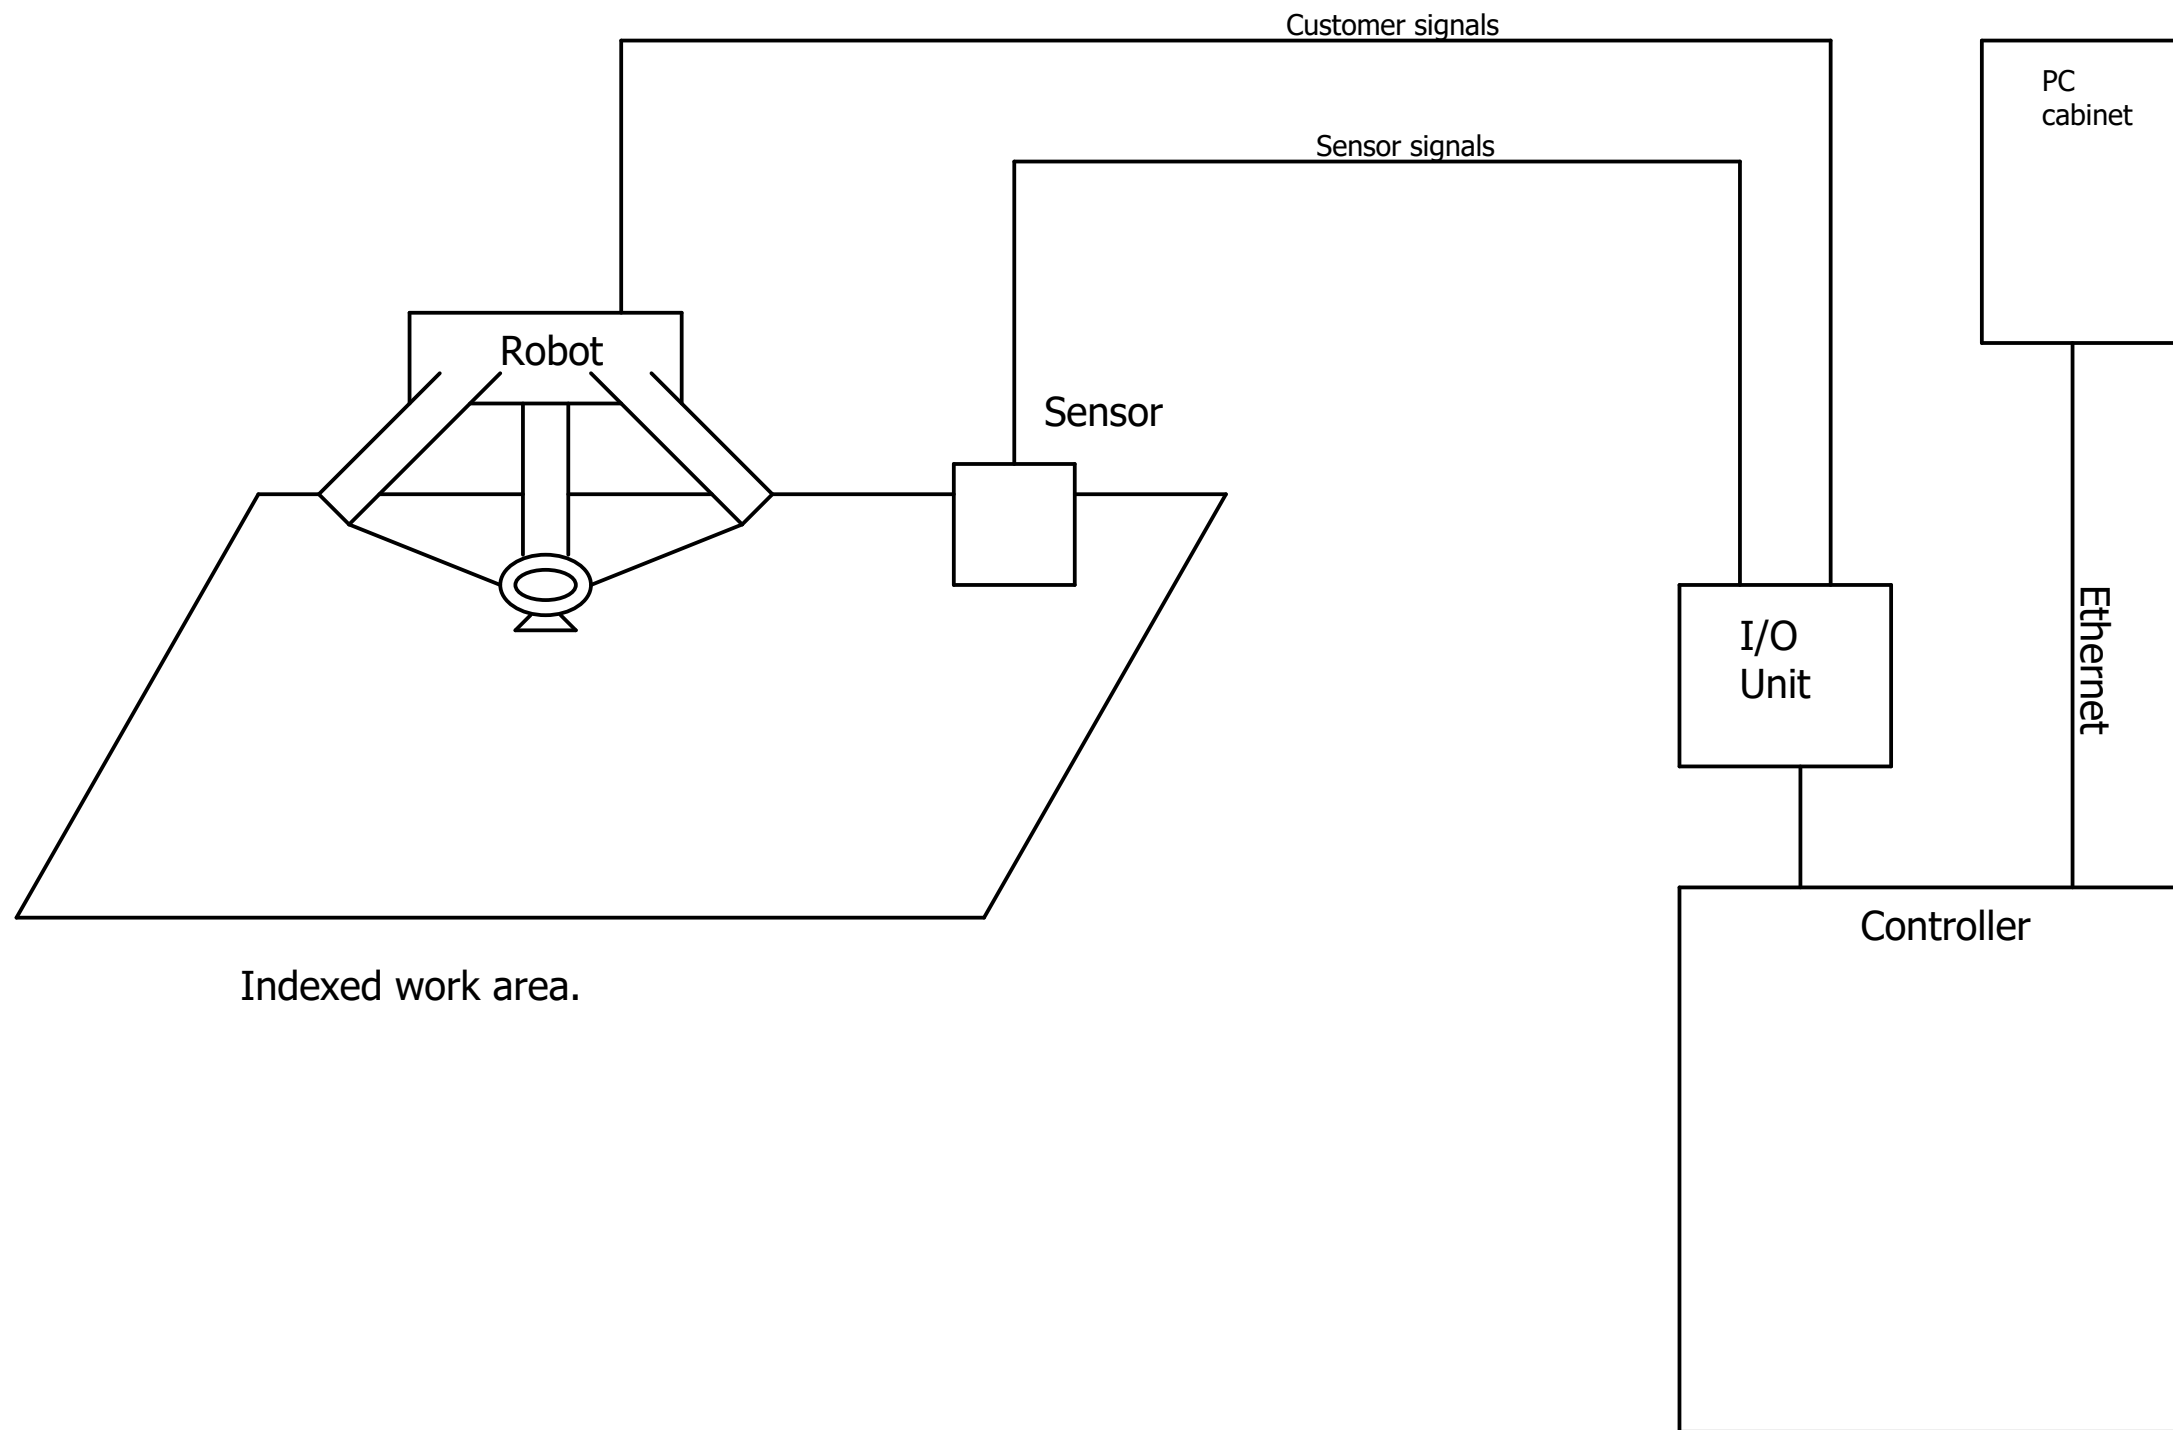 Customer signals
PC
cabinet
Sensor signals
Robot
Sensor
I/O
Unit
Ethernet
Controller
Indexed work area.